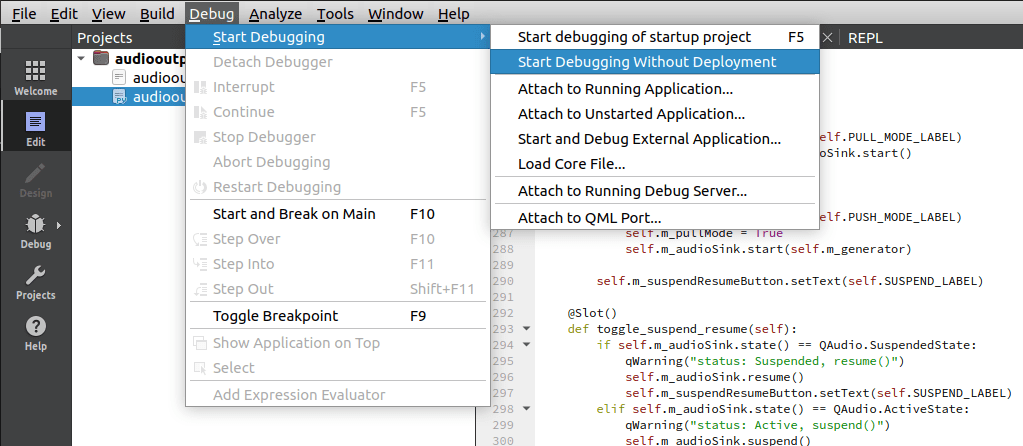 File Edit View Build Debug Analyze Tools Window Help
Projects
REPL
Welcome
Edit
Design
Debug
Projects
Help
audiooutp
audioou
audioou
Start Debugging
Detach Debugger
Interrupt F5
Continue F5
Stop Debugger
Abort Debugging
Restart Debugging
Start and Break on Main F10
Step Over F10
Step Into F11
Step Out Shift+F11
Toggle Breakpoint F9
Show Application on Top
Select
Add Expression Evaluator
Start debugging of startup project F5
Start Debugging Without Deployment
Attach to Running Application...
Attach to Unstarted Application...
Start and Debug External Application...
Load Core File...
Attach to Running Debug Server...
Attach to QML Port...
elf.PULL_MODE_LABEL)
oSink.start()
elf.PUSH_MODE_LABEL)
287 self.m_pullMode = True
288 self.m_audioSink.start(self.m_generator)
289
290 self.m_suspendResumeButton.setText(self.SUSPEND_LABEL)
291
292 @Slot()
293 def toggle_suspend_resume(self):
294 if self.m_audioSink.state() == QAudio.SuspendedState:
295 qWarning("status: Suspended, resume()")
296 self.m_audioSink.resume()
297 self.m_suspendResumeButton.setText(self.SUSPEND_LABEL)
298 elif self.m_audioSink.state() == QAudio.ActiveState:
299 qWarning("status: Active, suspend()")
300 self.m_audioSink.suspend()